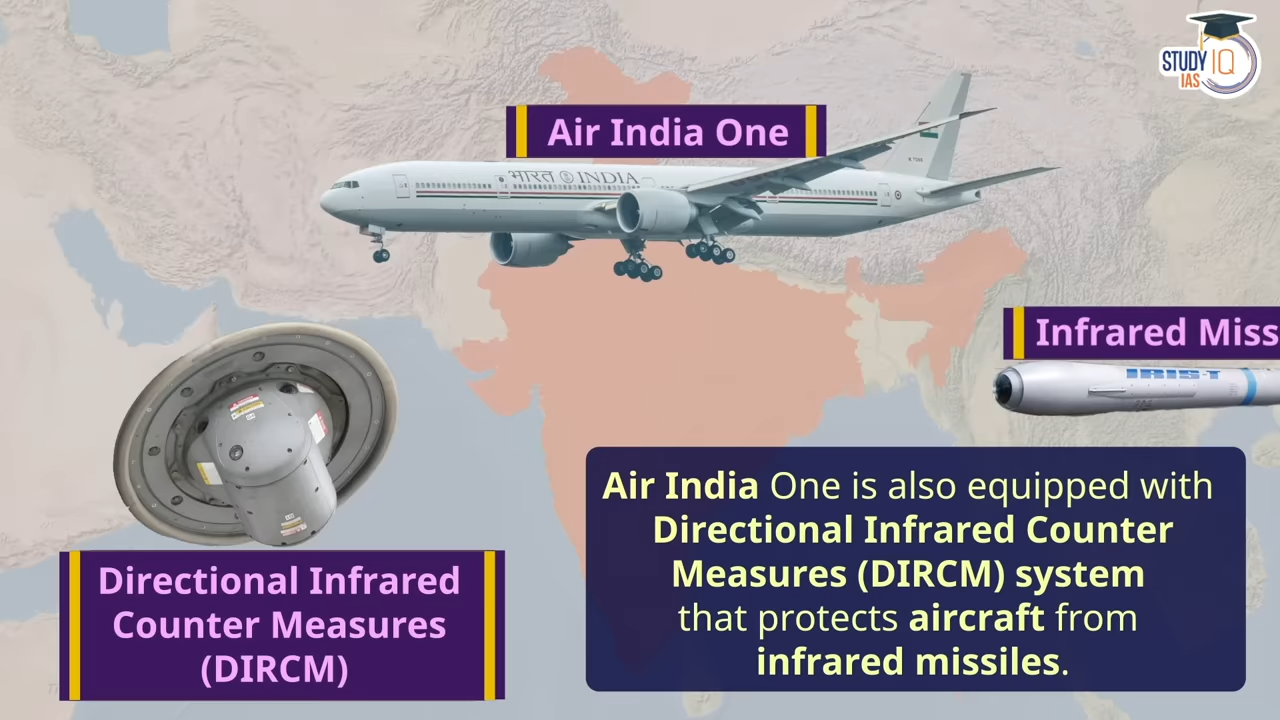 STUDY IQ
IAS
Air India One
भारत INDIA
Infrared Miss
IRIS-T
Air India One is also equipped with
Directional Infrared Counter
Measures (DIRCM) system
that protects aircraft from
infrared missiles.
Directional Infrared
Counter Measures
(DIRCM)